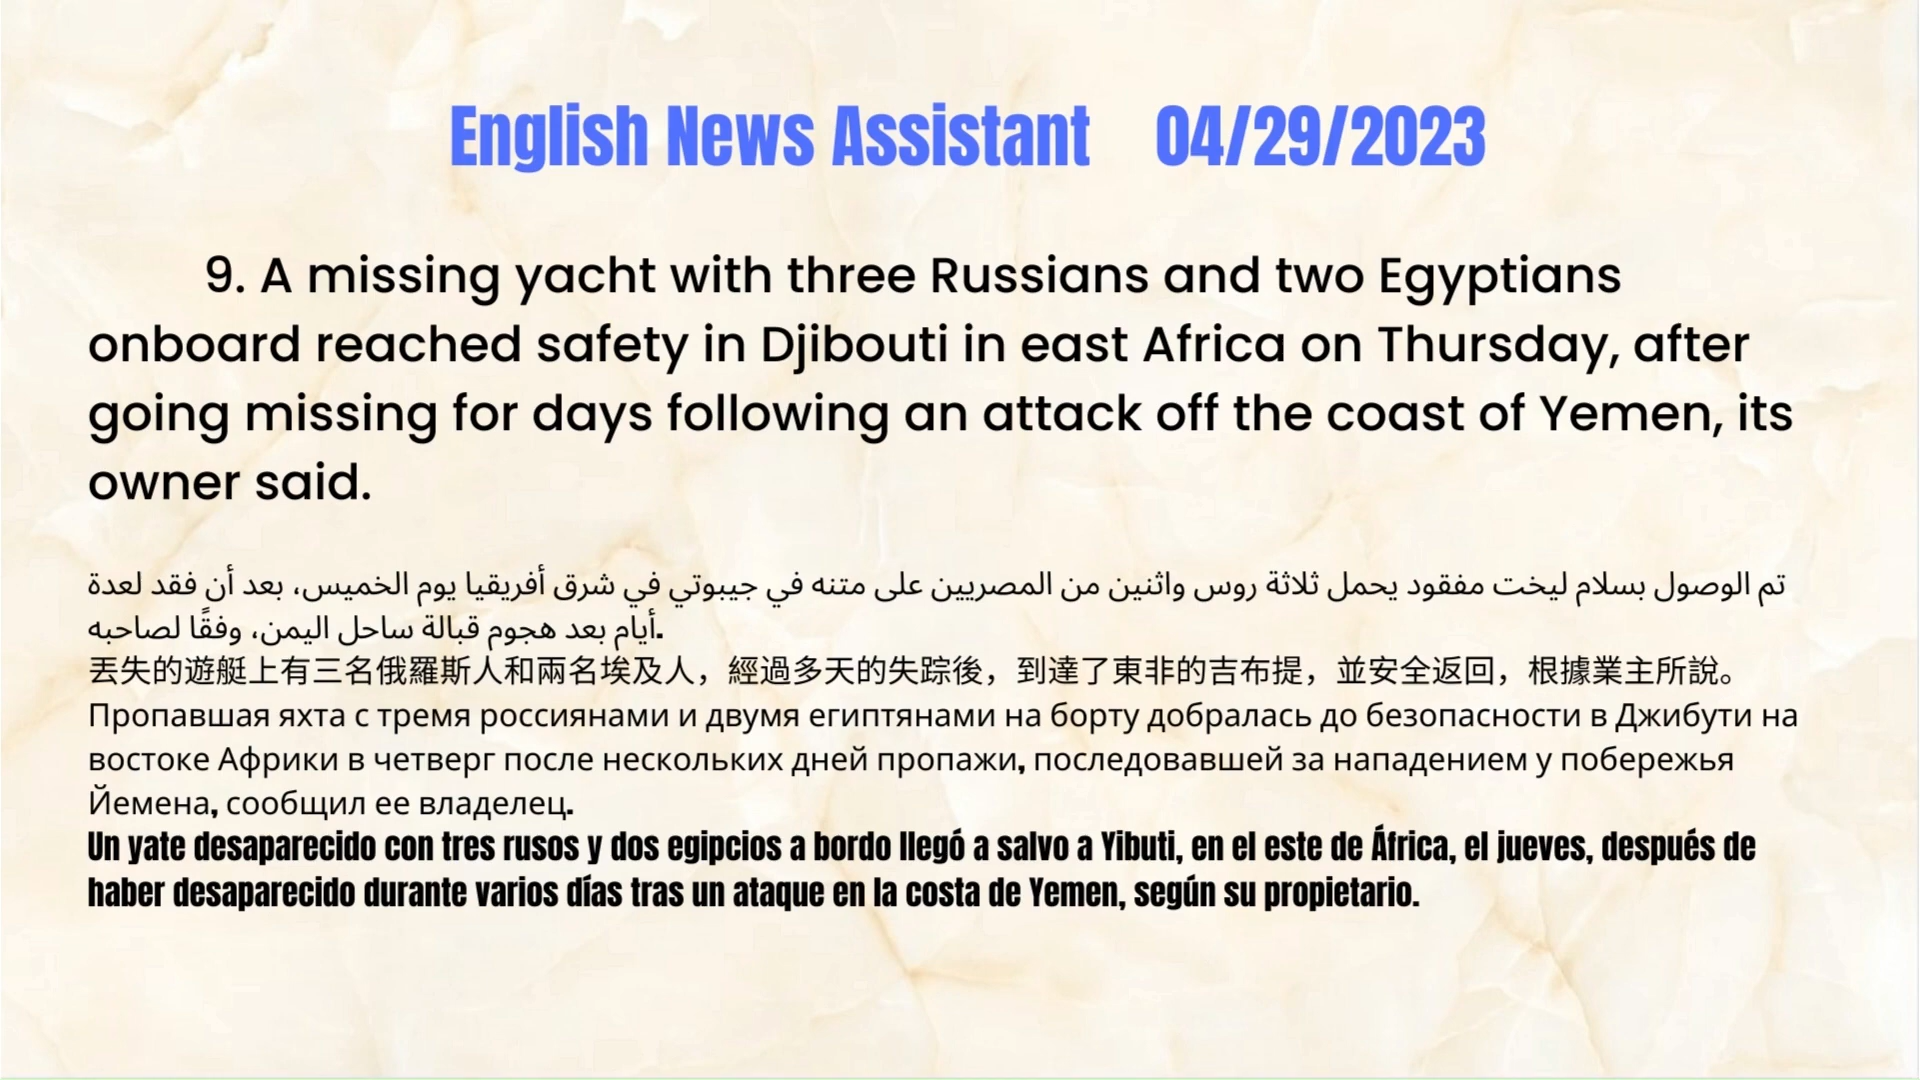 English News Assistant 04/29/2023
9. A missing yacht with three Russians and two Egyptians
onboard reached safety in Djibouti in east Africa on Thursday, after
going missing for days following an attack off the coast of Yemen, its
owner said.
تم الوصول بسلام ليخت مفقود يحمل ثلاثة روس واثنين من المصريين على متنه في جيبوتي في شرق أفريقيا يوم الخميس، بعد أن فقد لعدة
أيام بعد هجوم قبالة ساحل اليمن، وفقًا لصاحبه.
丟失的遊艇上有三名俄羅斯人和兩名埃及人，經過多天的失踪後，到達了東非的吉布提，並安全返回，根據業主所說。
Пропавшая яхта с тремя россиянами и двумя египтянами на борту добралась до безопасности в Джибути на
востоке Африки в четверг после нескольких дней пропажи, последовавшей за нападением у побережья
Йемена, сообщил ее владелец.
Un yate desaparecido con tres rusos y dos egipcios a bordo llegó a salvo a Yibuti, en el este de África, el jueves, después de
haber desaparecido durante varios días tras un ataque en la costa de Yemen, según su propietario.